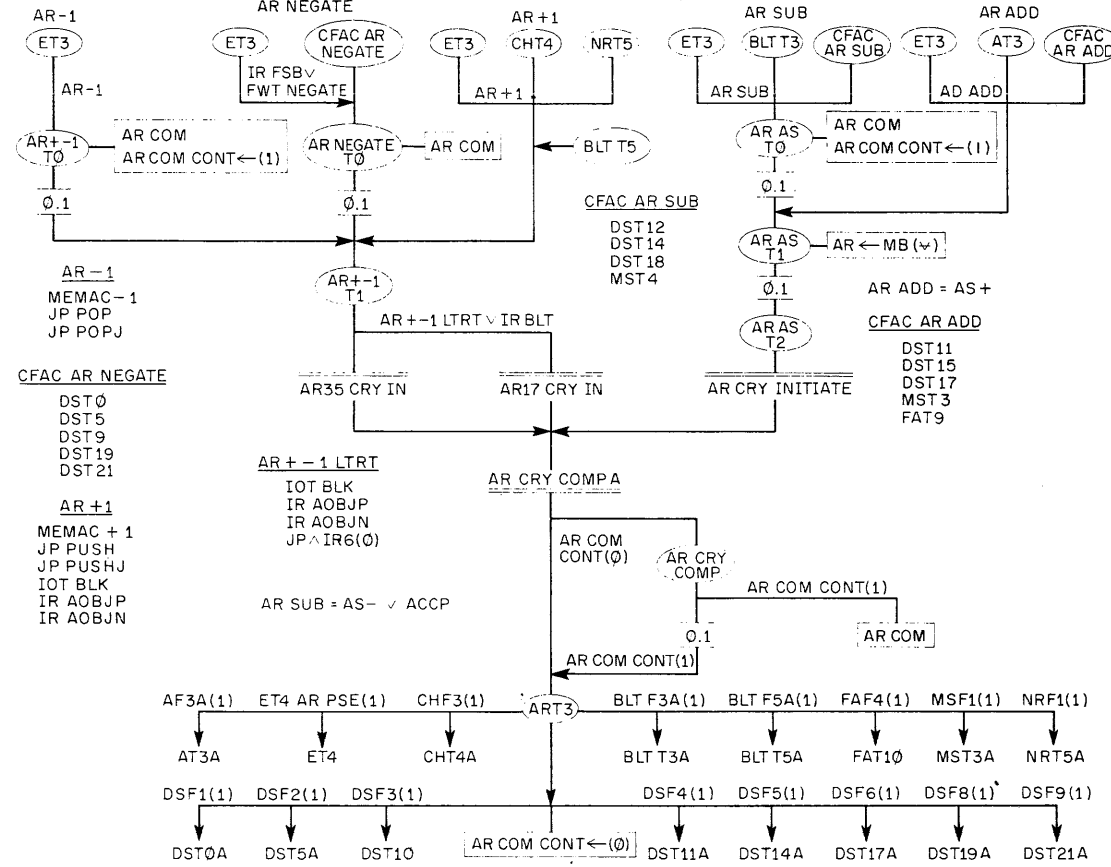 AR-1
AR NEGATE
AR+1
AR SUB
AR ADD
ET3
ET3
CFAC AR NEGATE
ET3
CHT4
NRT5
ET3
BLT T3
CFAC AR SUB
ET3
AT3
CFAC AR ADD
AR-1
IR FSB∨
FWT NEGATE
AR+1
AR SUB
AD ADD
AR+-1 T0
AR COM
AR COM CONT←(1)
AR NEGATE T0
AR COM
BLT T5
AR AS T0
AR COM
AR COM CONT←(1)
0.1
0.1
0.1
CFAC AR SUB
DST12
DST14
DST18
MST4
AR AS T1
AR←MB(⊻)
AR-1
MEMAC-1
JP POP
JP POPJ
AR+-1 T1
0.1
AR ADD = AS+
AR+-1 LTRT ∨ IR BLT
AR AS T2
CFAC AR ADD
DST11
DST15
DST17
MST3
FAT9
CFAC AR NEGATE
DSTØ
DST5
DST9
DST19
DST21
AR35 CRY IN
AR17 CRY IN
AR CRY INITIATE
AR+-1 LTRT
IOT BLK
IR AOBJP
IR AOBJN
JP∧IR6(Ø)
AR CRY COMP A
AR+1
MEMAC+1
JP PUSH
JP PUSHJ
IOT BLK
IR AOBJP
IR AOBJN
AR COM
CONT(Ø)
AR CRY COMP
AR COM CONT(1)
AR SUB = AS- ∨ ACCP
0.1
AR COM
AR COM CONT(1)
AF3A(1)
ET4 AR PSE(1)
CHF3(1)
ART3
BLT F3A(1)
BLT F5A(1)
FAF4(1)
MSF1(1)
NRF1(1)
AT3A
ET4
CHT4A
BLT T3A
BLT T5A
FAT1Ø
MST3A
NRT5A
DSF1(1)
DSF2(1)
DSF3(1)
DSF4(1)
DSF5(1)
DSF6(1)
DSF8(1)
DSF9(1)
DSTØA
DST5A
DST10
AR COM CONT←(Ø)
DST11A
DST14A
DST17A
DST19A
DST21A